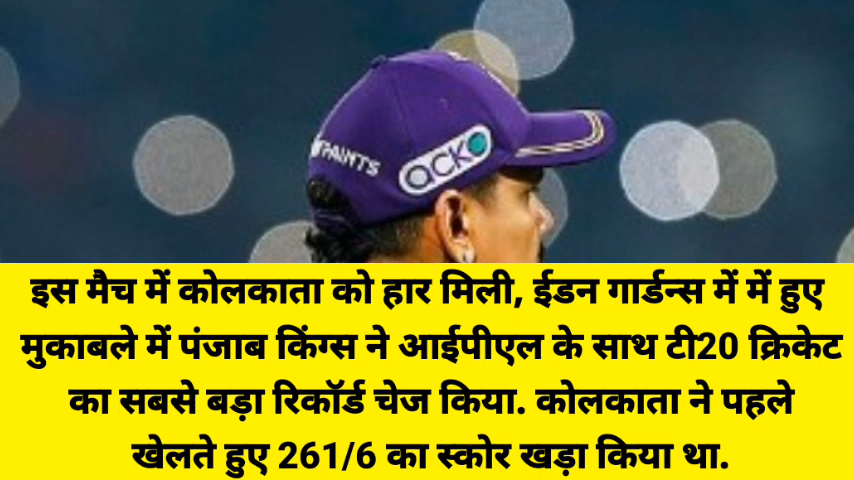 PAINTS
ACKO
इस मैच में कोलकाता को हार मिली, ईडन गार्डन्स में में हुए
मुकाबले में पंजाब किंग्स ने आईपीएल के साथ टी20 क्रिकेट
का सबसे बड़ा रिकॉर्ड चेज किया. कोलकाता ने पहले
खेलते हुए 261/6 का स्कोर खड़ा किया था.